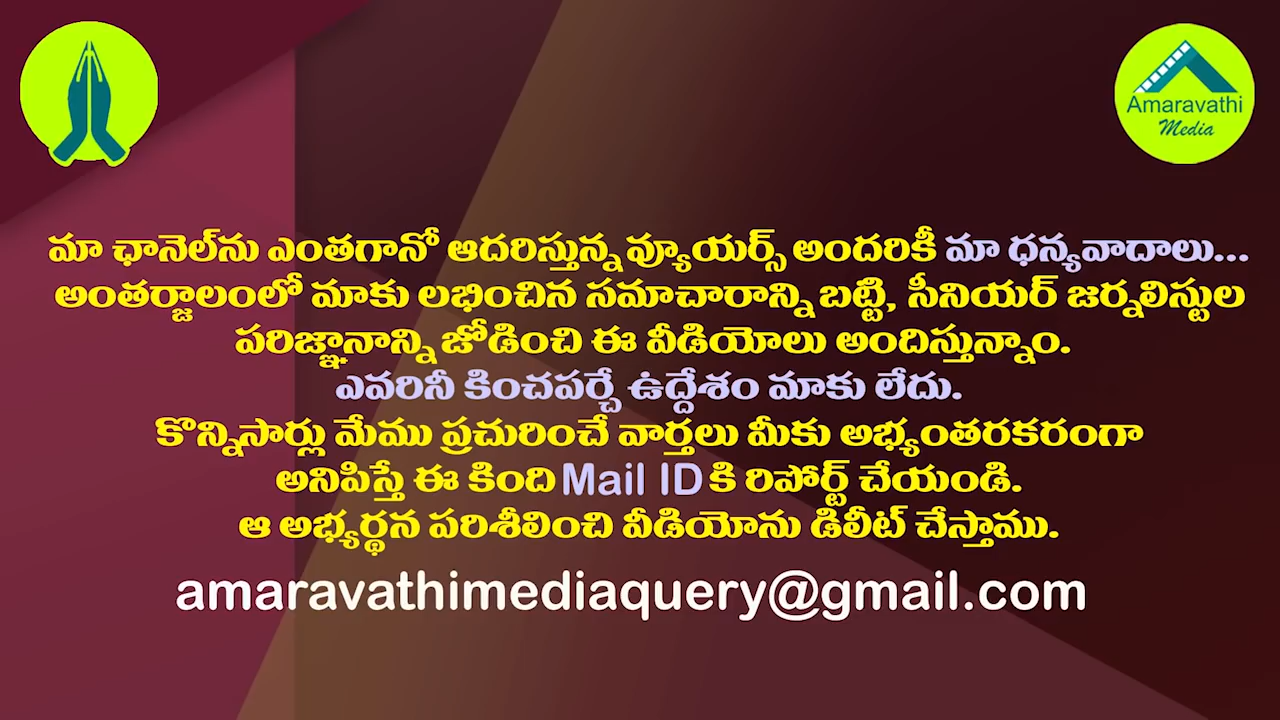 Amaravathi
Media
మా ఛానెల్‌ను ఎంతగానో ఆదరిస్తున్న వ్యూయర్స్ అందరికీ మా ధన్యవాదాలు...
అంతర్జాలంలో మాకు లభించిన సమాచారాన్ని బట్టి, సీనియర్ జర్నలిస్టుల
పరిజ్ఞానాన్ని జోడించి ఈ వీడియోలు అందిస్తున్నాం.
ఎవరినీ కించపర్చే ఉద్దేశం మాకు లేదు.
కొన్నిసార్లు మేము ప్రచురించే వార్తలు మీకు అభ్యంతరకరంగా
అనిపిస్తే ఈ కింది Mail ID కి రిపోర్ట్ చేయండి.
ఆ అభ్యర్థన పరిశీలించి వీడియోను డిలీట్ చేస్తాము.
amaravathimediaquery@gmail.com